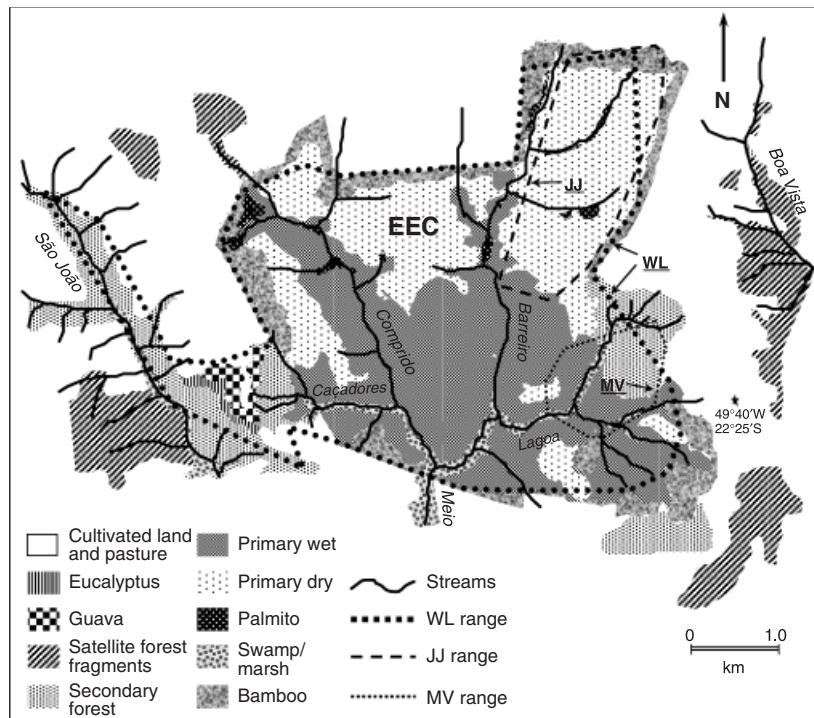 N
Boa Vista
JJ
EEC
WL
São João
Comprido
Barreiro
Caçadores
MV
49°40'W
22°25'S
Lagoa
Meio
Cultivated land
and pasture
Eucalyptus
Guava
Satellite forest
fragments
Secondary
forest
Primary wet
Primary dry
Palmito
Swamp/
marsh
Bamboo
Streams
WL range
JJ range
MV range
0 1.0
km